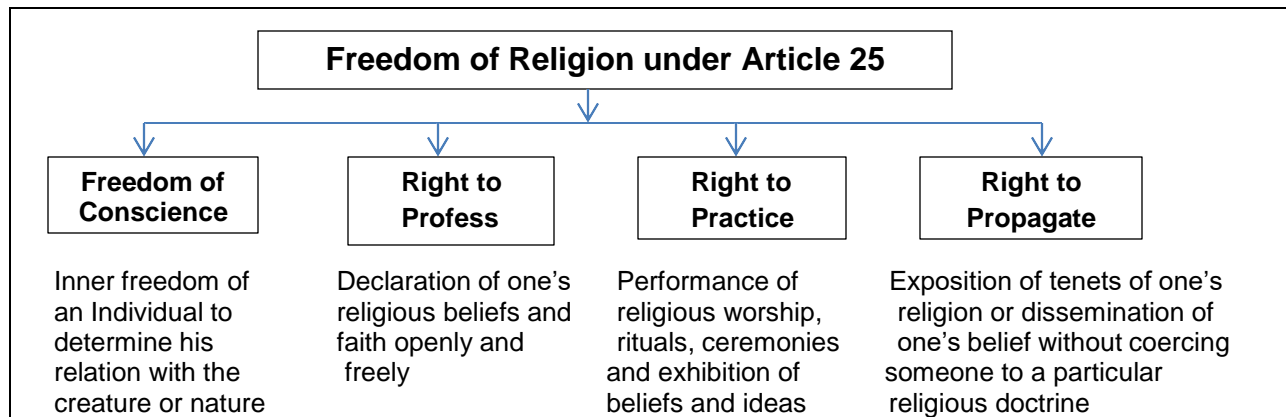 Freedom of Religion under Article 25
Freedom of
Conscience
Right to
Profess
Right to
Practice
Right to
Propagate
Inner freedom of
an Individual to
determine his
relation with the
creature or nature
Declaration of one's
religious beliefs and
faith openly and
freely
Performance of
religious worship,
rituals, ceremonies
and exhibition of
beliefs and ideas
Exposition of tenets of one's
religion or dissemination of
one's belief without coercing
someone to a particular
religious doctrine